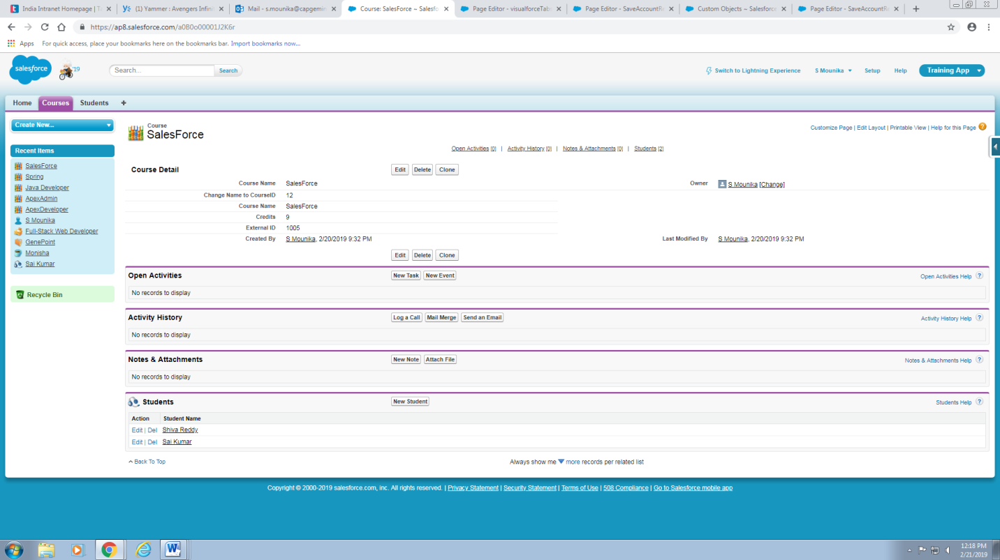 India Intranet Homepage | T
(1) Yammer : Avengers Infini
Mail - s.mounika@capgemin
Course: SalesForce ~ Salesfo
Page Editor - visualforceTab
Page Editor - SaveAccountR
Custom Objects ~ Salesforce
Page Editor - SaveAccountR
https://ap8.salesforce.com/a0B0o00001J2K6r
Apps For quick access, place your bookmarks here on the bookmarks bar. Import bookmarks now...
salesforce '19 Search... Search Switch to Lightning Experience S Mounika Setup Help Training App
Home Courses Students +
Create New...
Recent Items
SalesForce
Spring
Java Developer
ApexAdmin
ApexDeveloper
S Mounika
Full-Stack Web Developer
GenePoint
Monisha
Sai Kumar
Recycle Bin
Course
SalesForce
Customize Page | Edit Layout | Printable View | Help for this Page
Open Activities [0] | Activity History [0] | Notes & Attachments [0] | Students [2]
Course Detail Edit Delete Clone
Course Name SalesForce Owner S Mounika [Change]
Change Name to CourseID 12
Course Name SalesForce
Credits 9
External ID 1005
Created By S Mounika, 2/20/2019 9:32 PM Last Modified By S Mounika, 2/20/2019 9:32 PM
Edit Delete Clone
Open Activities New Task New Event Open Activities Help ?
No records to display
Activity History Log a Call Mail Merge Send an Email Activity History Help ?
No records to display
Notes & Attachments New Note Attach File Notes & Attachments Help ?
No records to display
Students New Student Students Help ?
Action Student Name
Edit | Del Shiva Reddy
Edit | Del Sai Kumar
Back To Top Always show me more records per related list
Copyright © 2000-2019 salesforce.com, inc. All rights reserved. | Privacy Statement | Security Statement | Terms of Use | 508 Compliance | Go to Salesforce mobile app
12:18 PM
2/21/2019